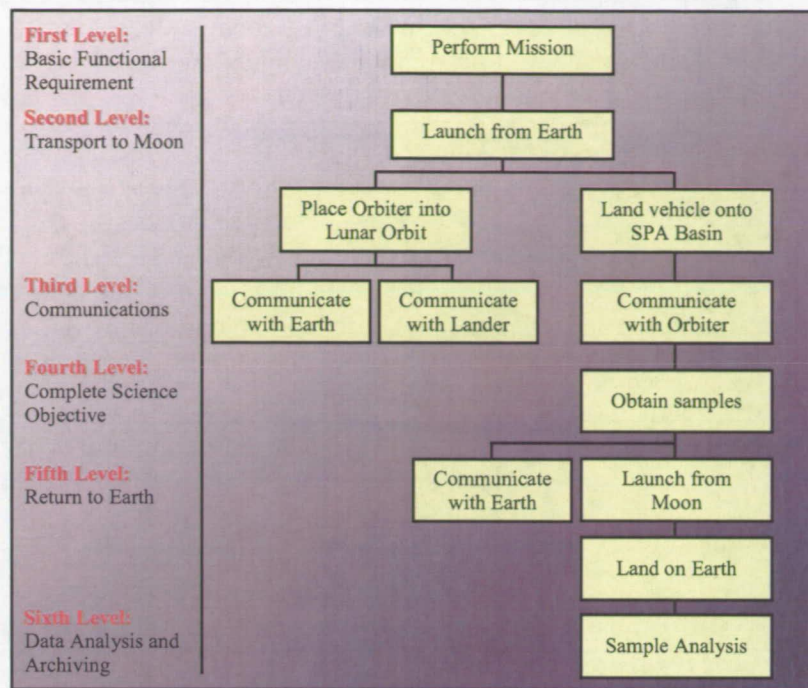 First Level:
Basic Functional
Requirement
Perform Mission
Second Level:
Transport to Moon
Launch from Earth
Place Orbiter into
Lunar Orbit
Land vehicle onto
SPA Basin
Third Level:
Communications
Communicate
with Earth
Communicate
with Lander
Communicate
with Orbiter
Fourth Level:
Complete Science
Objective
Obtain samples
Fifth Level:
Return to Earth
Communicate
with Earth
Launch from
Moon
Land on Earth
Sixth Level:
Data Analysis and
Archiving
Sample Analysis